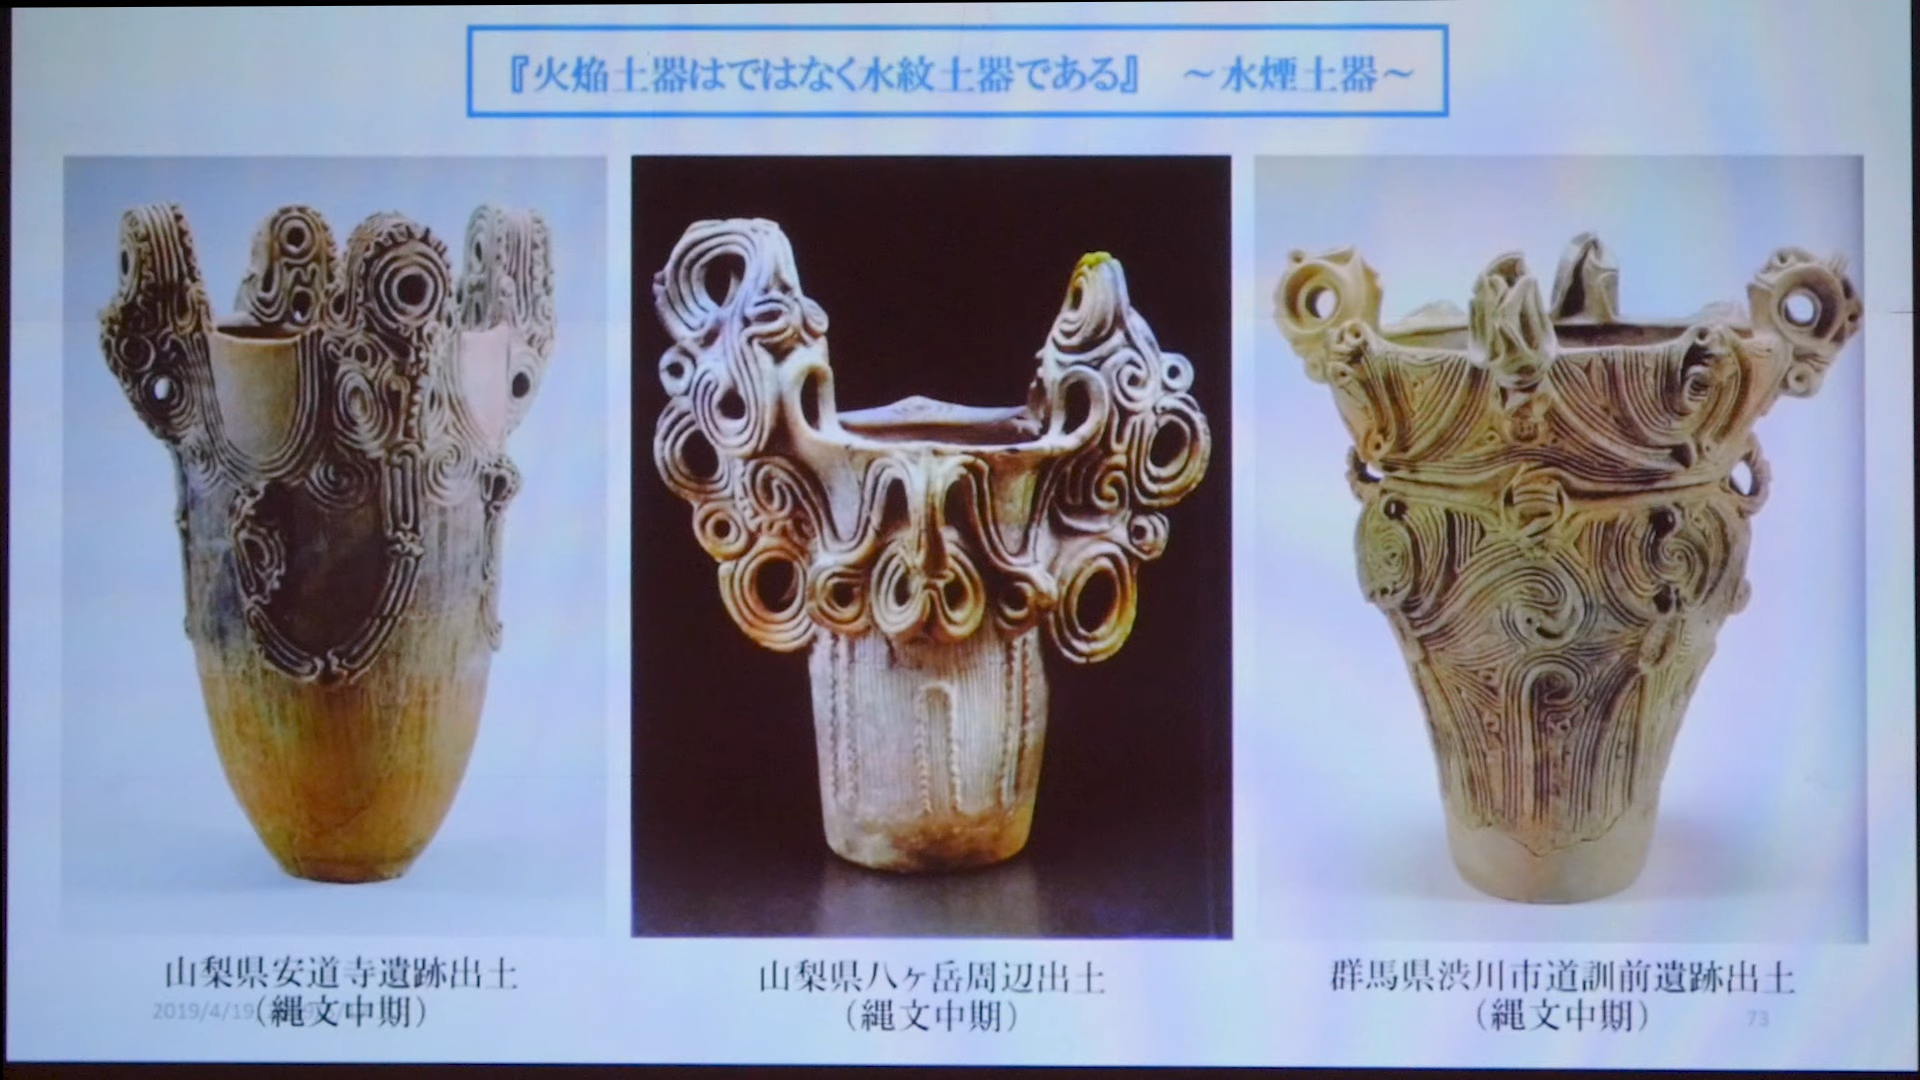 『火焔土器はではなく水紋土器である』　～水煙土器～
山梨県安道寺遺跡出土
（縄文中期）
山梨県八ヶ岳周辺出土
（縄文中期）
群馬県渋川市道訓前遺跡出土
（縄文中期）
2019/4/19
73